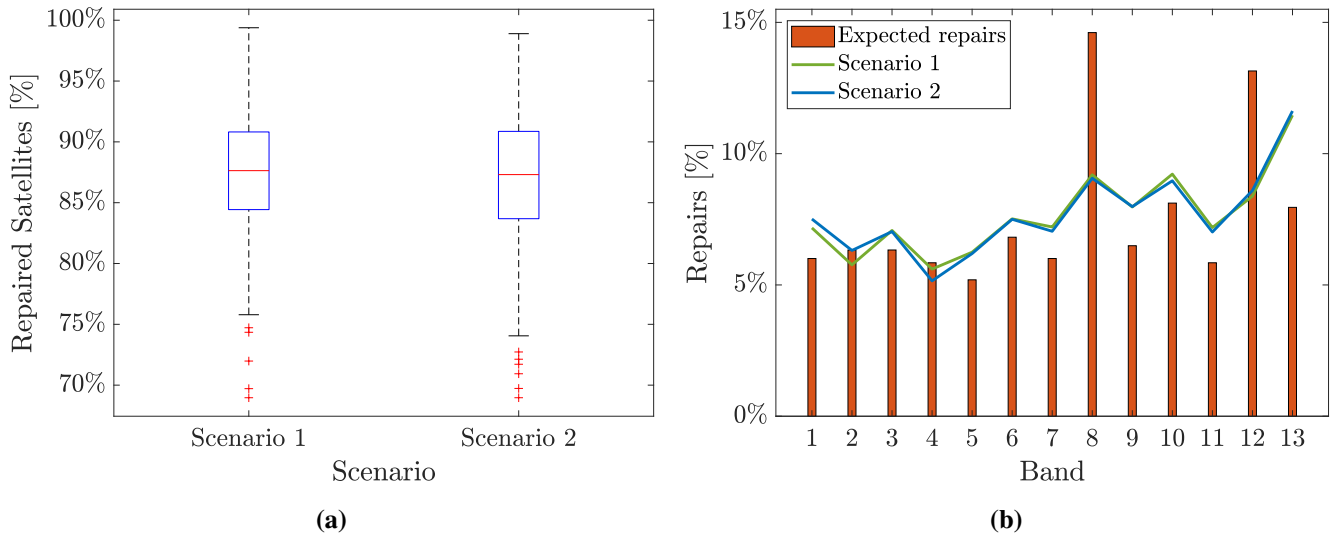 100%
95%
90%
85%
80%
75%
70%
Repaired Satellites [%]
Scenario 1
Scenario 2
Scenario
(a)
15%
10%
5%
0%
Repairs [%]
Expected repairs
Scenario 1
Scenario 2
1 2 3 4 5 6 7 8 9 10 11 12 13
Band
(b)